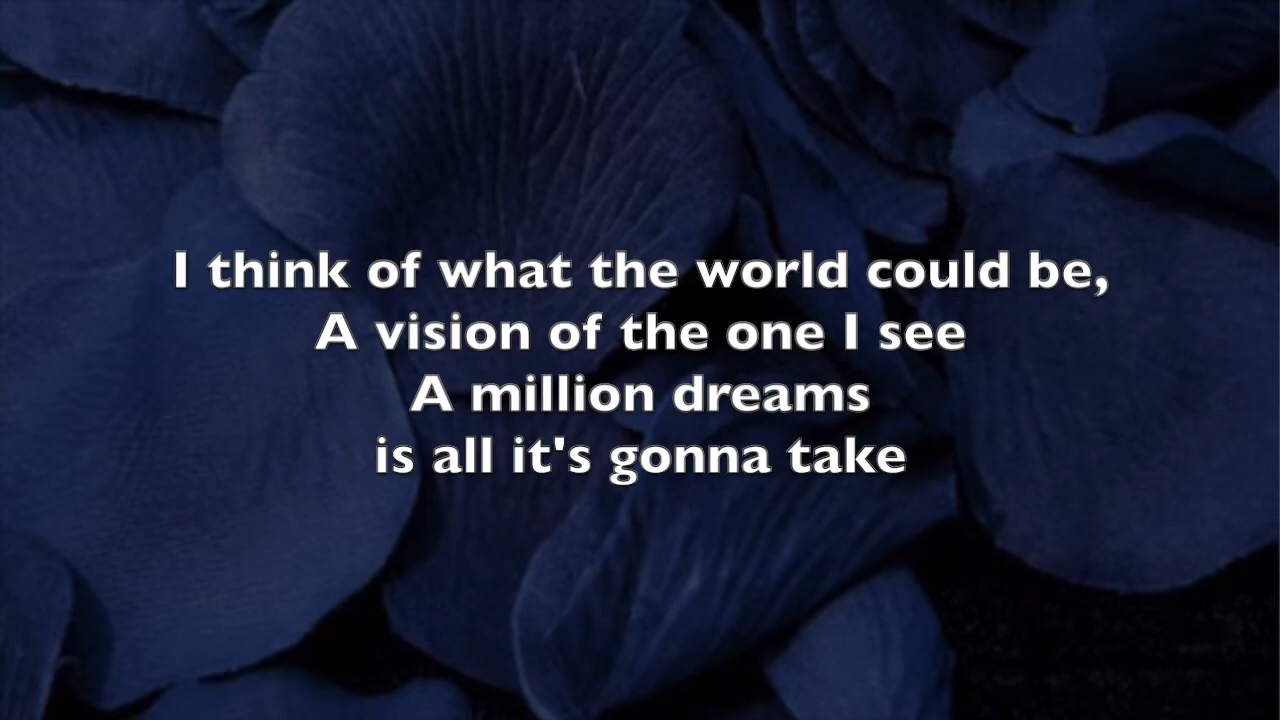 I think of what the world could be,
A vision of the one I see
A million dreams
is all it's gonna take